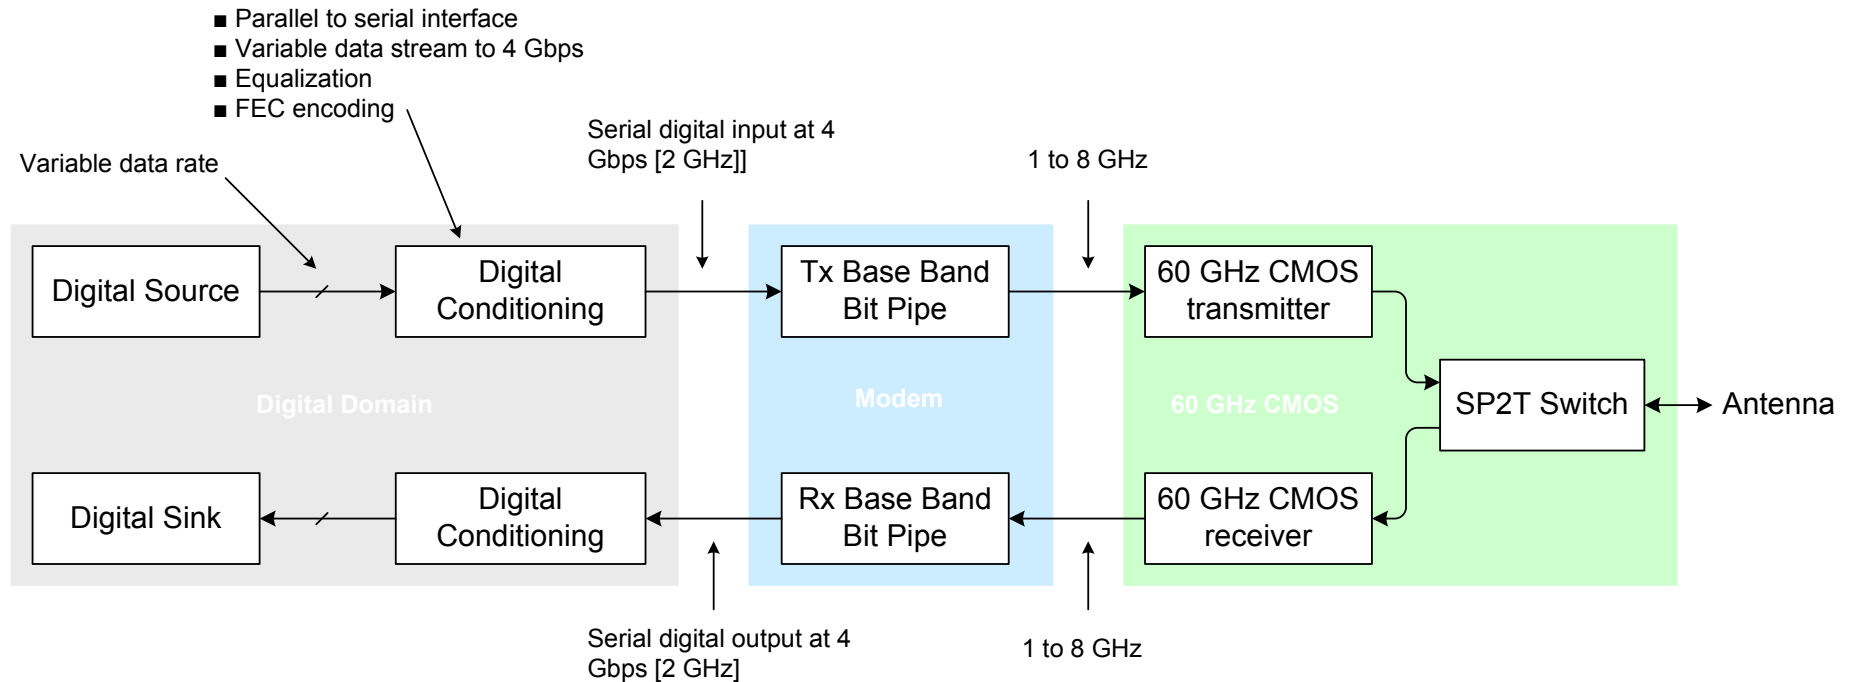 ■ Parallel to serial interface
■ Variable data stream to 4 Gbps
■ Equalization
■ FEC encoding
Serial digital input at 4
Gbps [2 GHz]]
Variable data rate
1 to 8 GHz
Digital Source
Digital
Conditioning
Tx Base Band
Bit Pipe
60 GHz CMOS
transmitter
Digital Domain
Modem
60 GHz CMOS
SP2T Switch
Antenna
Digital Sink
Digital
Conditioning
Rx Base Band
Bit Pipe
60 GHz CMOS
receiver
Serial digital output at 4
Gbps [2 GHz]
1 to 8 GHz